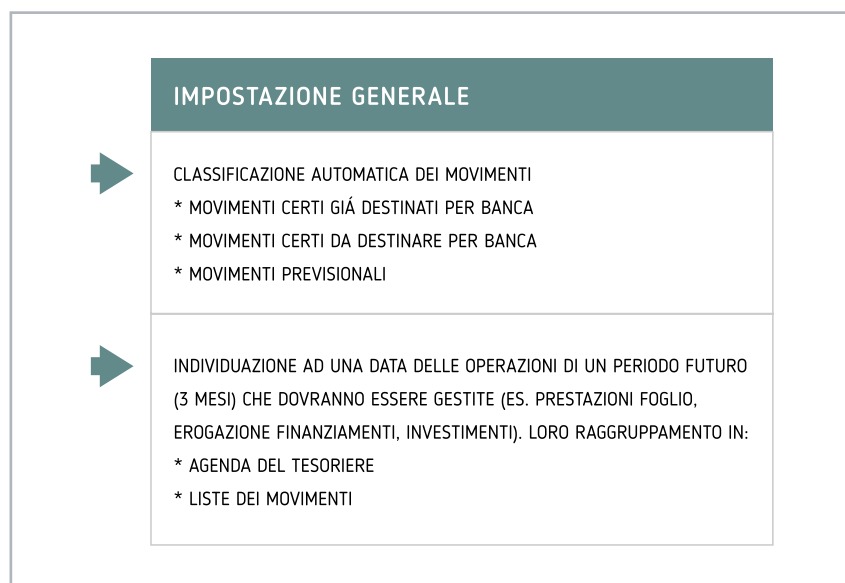 IMPOSTAZIONE GENERALE
CLASSIFICAZIONE AUTOMATICA DEI MOVIMENTI
* MOVIMENTI CERTI GIÁ DESTINATI PER BANCA
* MOVIMENTI CERTI DA DESTINARE PER BANCA
* MOVIMENTI PREVISIONALI
INDIVIDUAZIONE AD UNA DATA DELLE OPERAZIONI DI UN PERIODO FUTURO
(3 MESI) CHE DOVRANNO ESSERE GESTITE (ES. PRESTAZIONI FOGLIO,
EROGAZIONE FINANZIAMENTI, INVESTIMENTI). LORO RAGGRUPPAMENTO IN:
* AGENDA DEL TESORIERE
* LISTE DEI MOVIMENTI